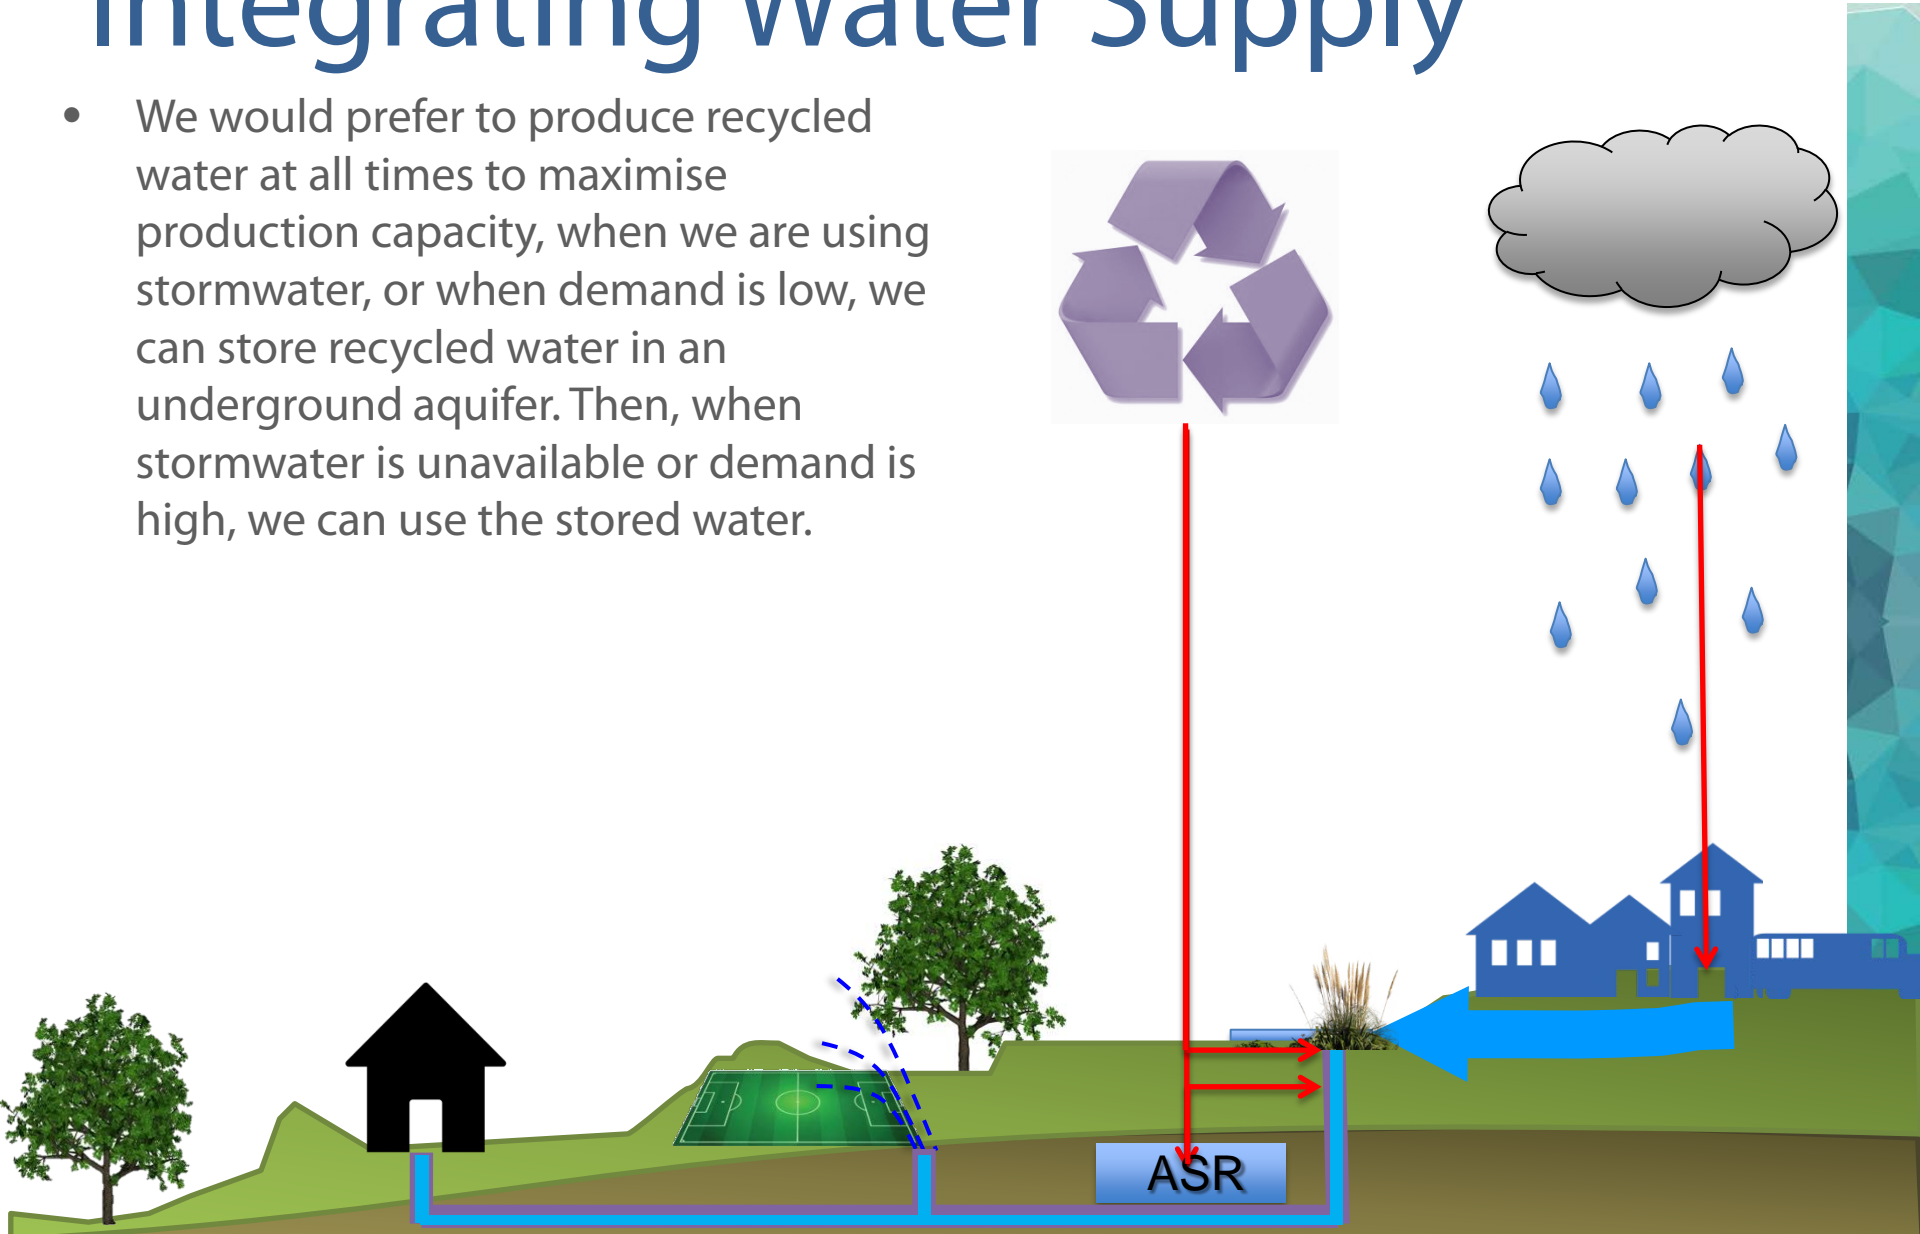 Integrating Water Supply
• We would prefer to produce recycled
water at all times to maximise
production capacity, when we are using
stormwater, or when demand is low, we
can store recycled water in an
underground aquifer. Then, when
stormwater is unavailable or demand is
high, we can use the stored water.
ASR